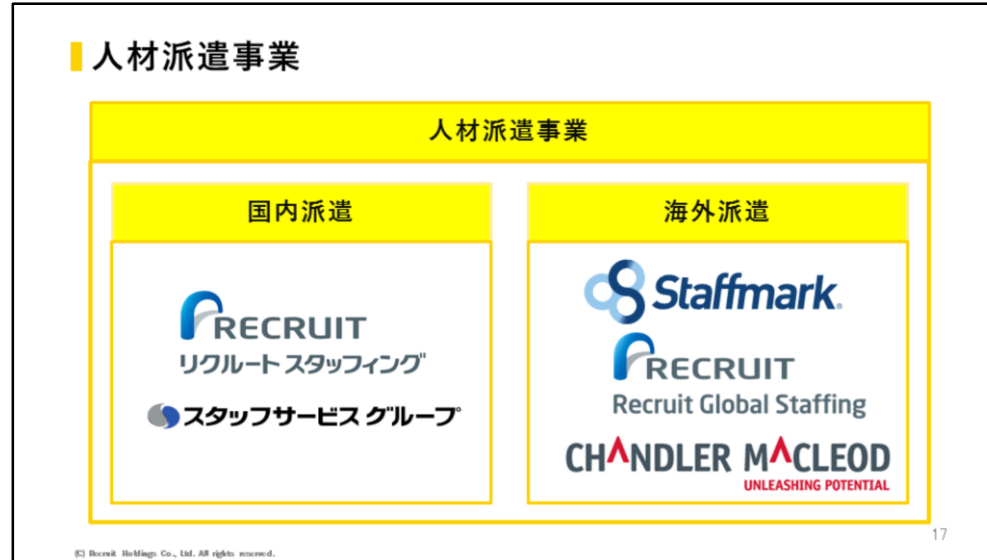 人材派遣事業
人材派遣事業
国内派遣
RECRUIT
リクルート スタッフィング
スタッフサービス グループ
海外派遣
Staffmark®
RECRUIT
Recruit Global Staffing
CHANDLER MACLEOD
UNLEASHING POTENTIAL
17
(C) Recruit Holdings Co., Ltd. All rights reserved.